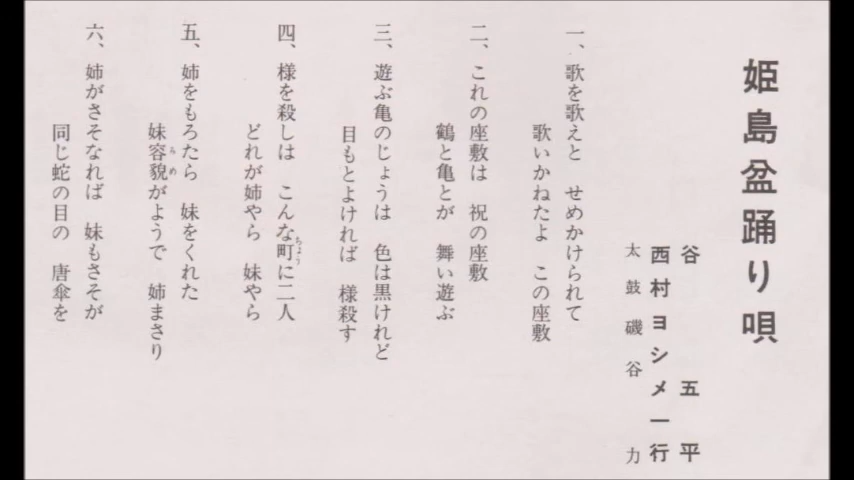 姫島盆踊り唄
谷 五平
西村ヨシメ一行
太鼓 磯谷 力
一、歌を歌えと せめかけられて
歌いかねたよ この座敷
二、これの座敷は 祝の座敷
鶴と亀とが 舞い遊ぶ
三、遊ぶ亀のじょうは 色は黒けれど
目もとよければ 様殺す
四、様を殺しは こんな町に二人
ちょう
どれが姉やら 妹やら
五、姉をもろたら 妹をくれた
妹容貌がようで 姉まさり
らめ
六、姉がさそなれば 妹もさそが
同じ蛇の目の 唐傘を